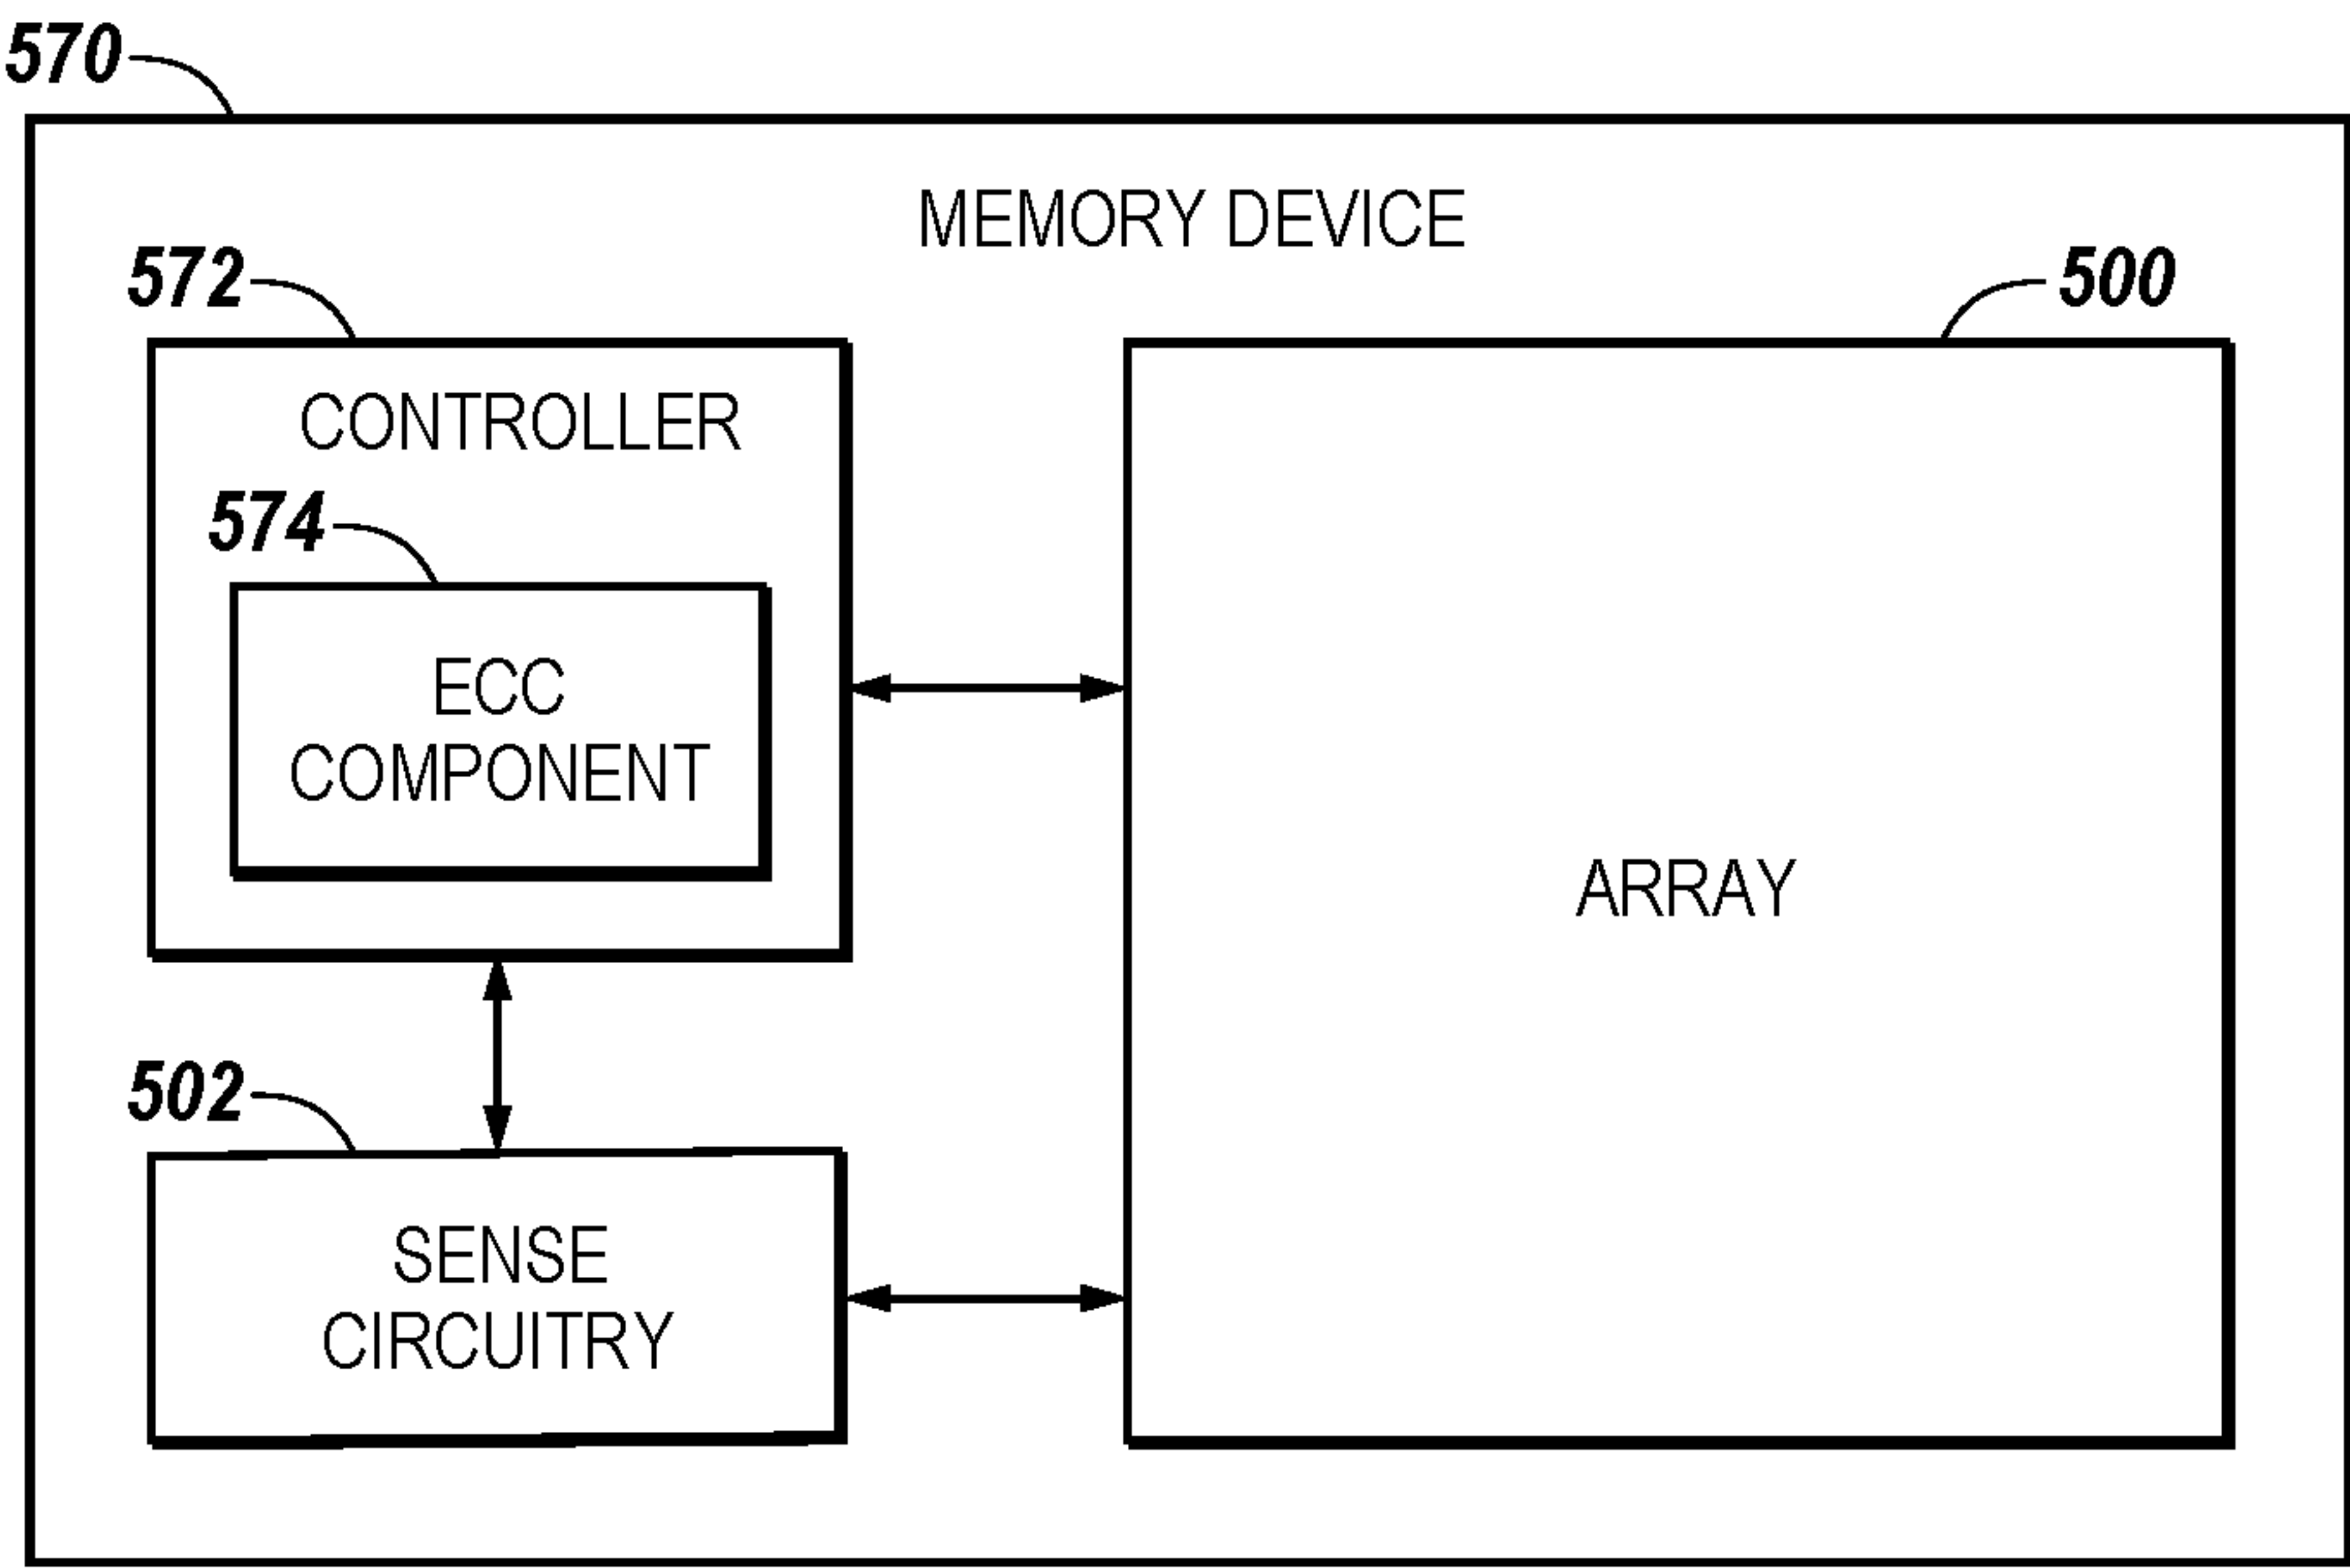 570
MEMORY DEVICE
572
500
CONTROLLER
574
ECC
COMPONENT
ARRAY
502
SENSE
CIRCUITRY